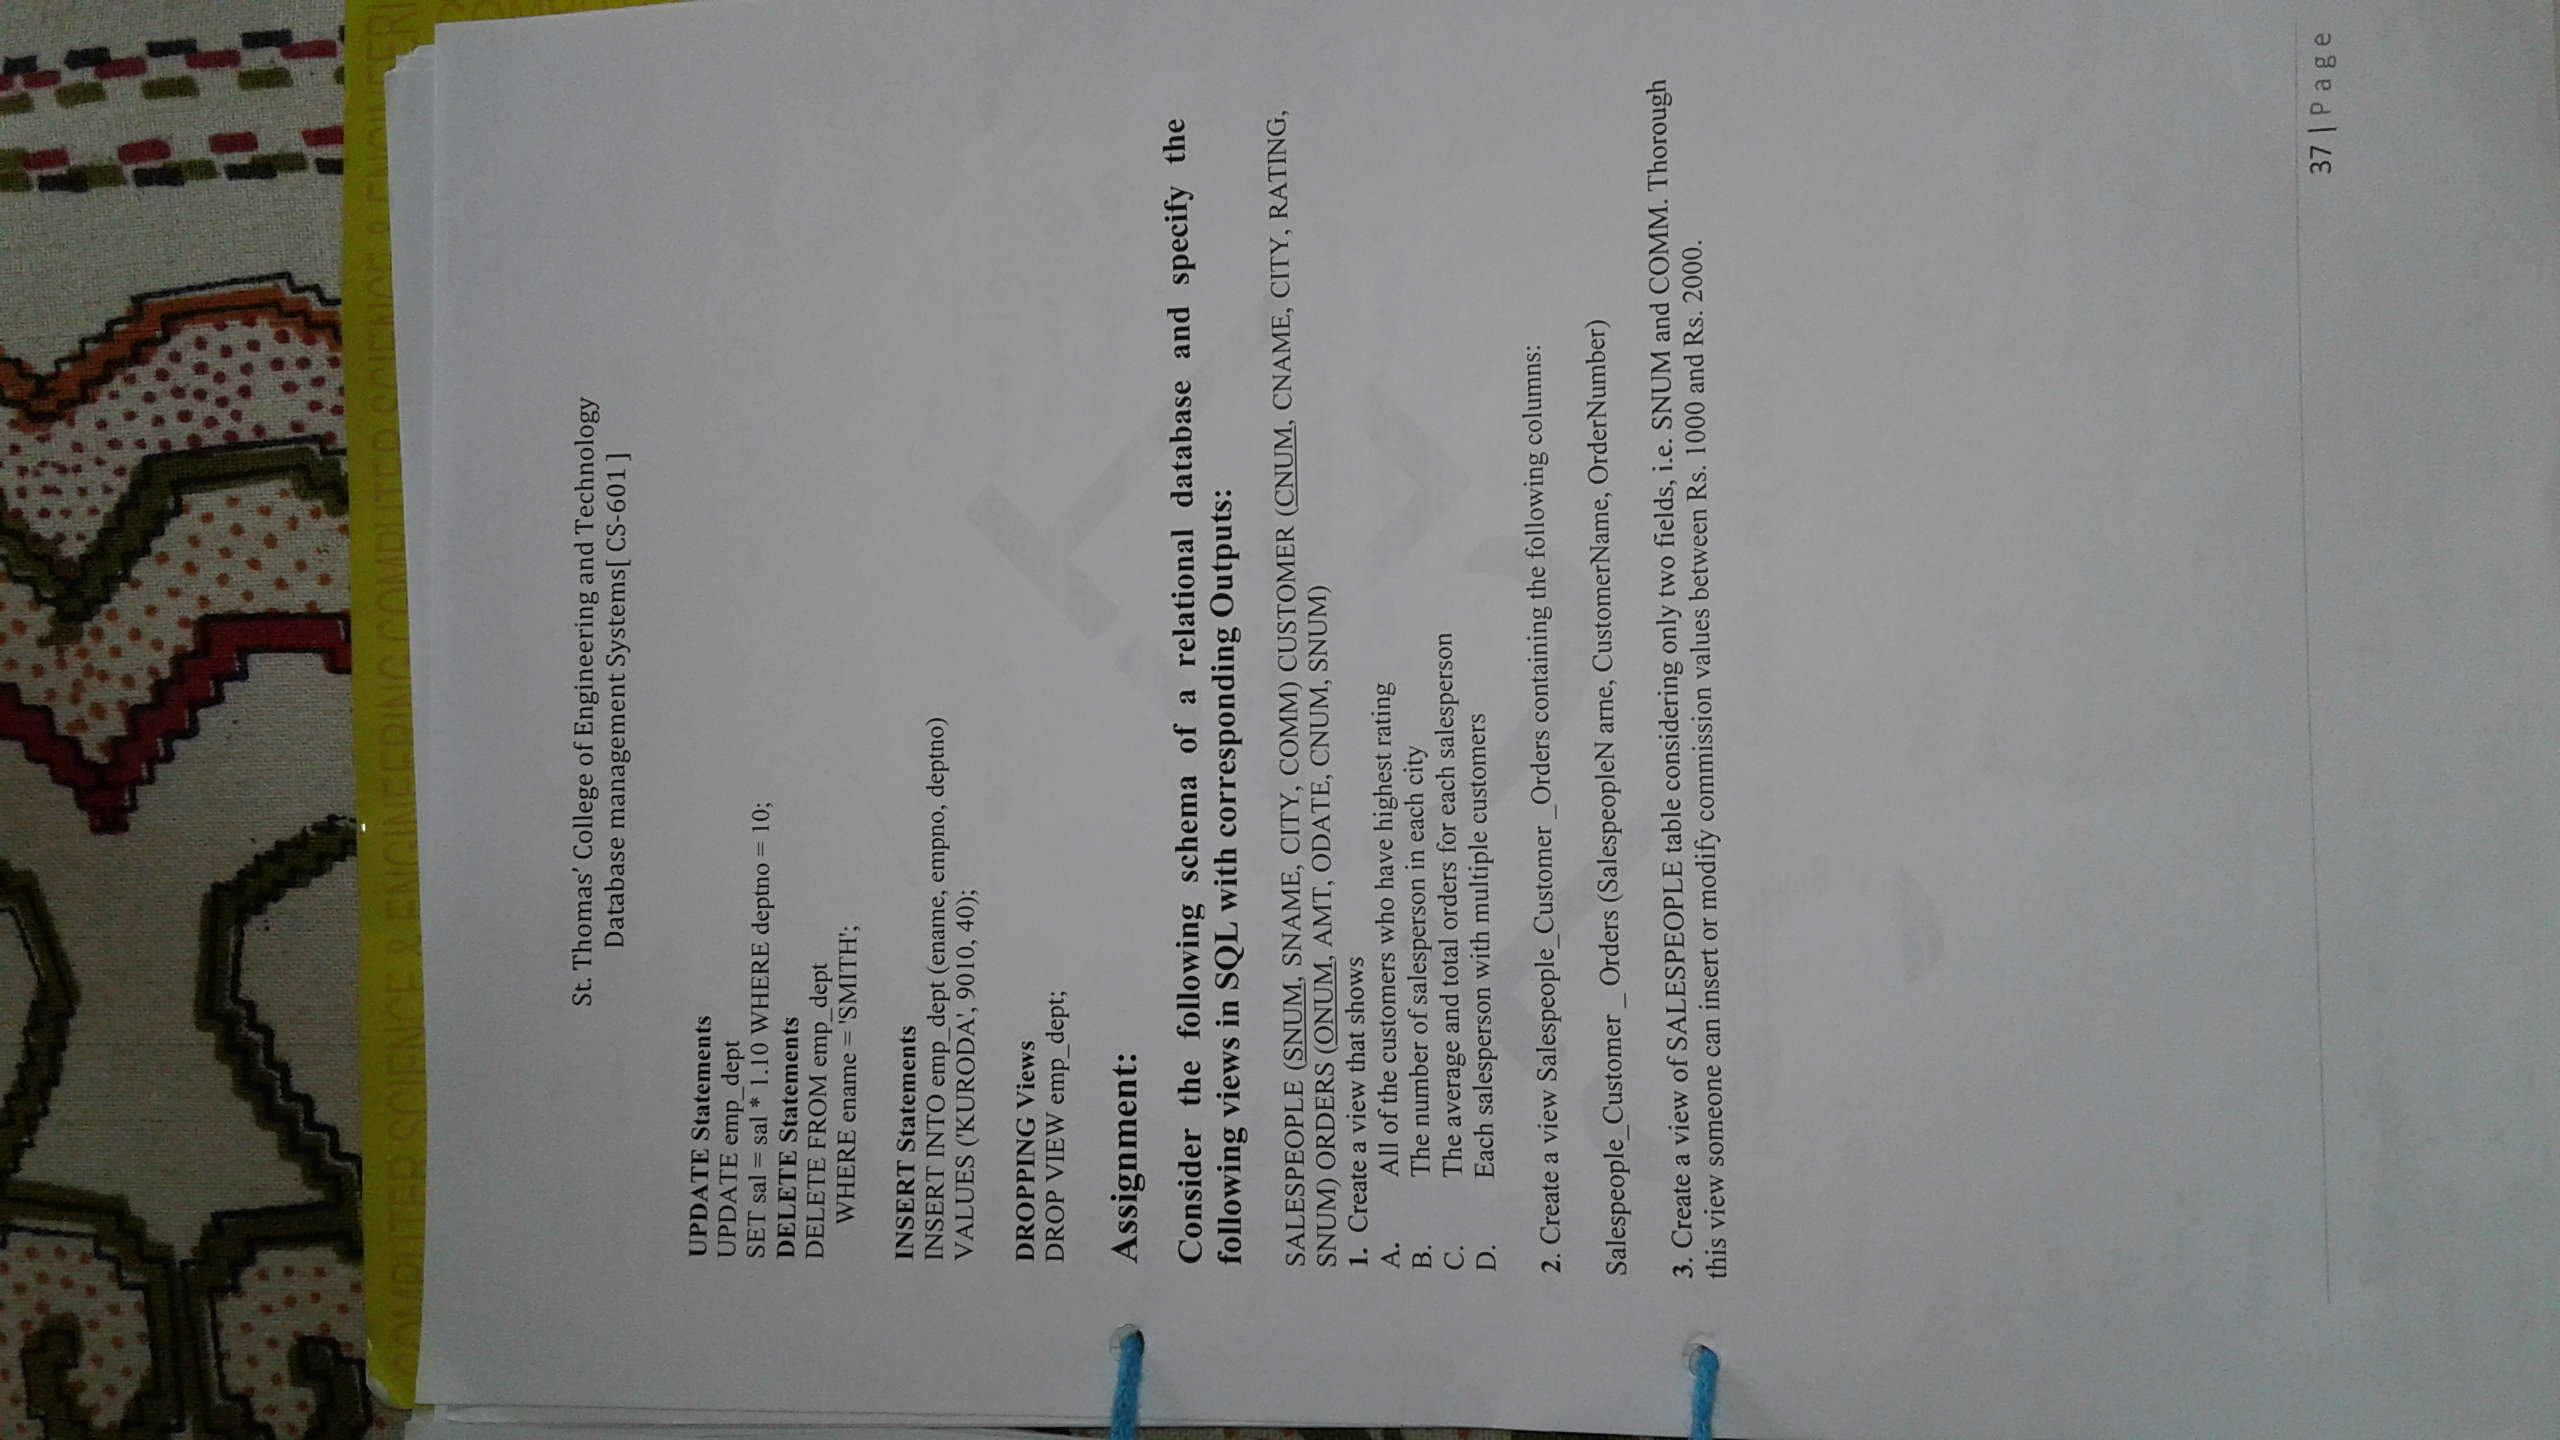 COMPUTER SCIENCE & ENGINEERING COMPUTER SCIENCE & ENGINEERI
St. Thomas' College of Engineering and Technology
Database management Systems[ CS-601 ]
UPDATE Statements
UPDATE emp_dept
SET sal = sal * 1.10 WHERE deptno = 10;
DELETE Statements
DELETE FROM emp_dept
WHERE ename = 'SMITH';
INSERT Statements
INSERT INTO emp_dept (ename, empno, deptno)
VALUES ('KURODA', 9010, 40);
DROPPING Views
DROP VIEW emp_dept;
Assignment:
Consider the following schema of a relational database and specify the
following views in SQL with corresponding Outputs:
SALESPEOPLE (SNUM, SNAME, CITY, COMM) CUSTOMER (CNUM, CNAME, CITY, RATING,
SNUM) ORDERS (ONUM, AMT, ODATE, CNUM, SNUM)
1. Create a view that shows
A. All of the customers who have highest rating
B. The number of salesperson in each city
C. The average and total orders for each salesperson
D. Each salesperson with multiple customers
2. Create a view Salespeople_Customer _Orders containing the following columns:
Salespeople_Customer _ Orders (SalespeopleN arne, CustomerName, OrderNumber)
3. Create a view of SALESPEOPLE table considering only two fields, i.e. SNUM and COMM. Thorough
this view someone can insert or modify commission values between Rs. 1000 and Rs. 2000.
37 | Page